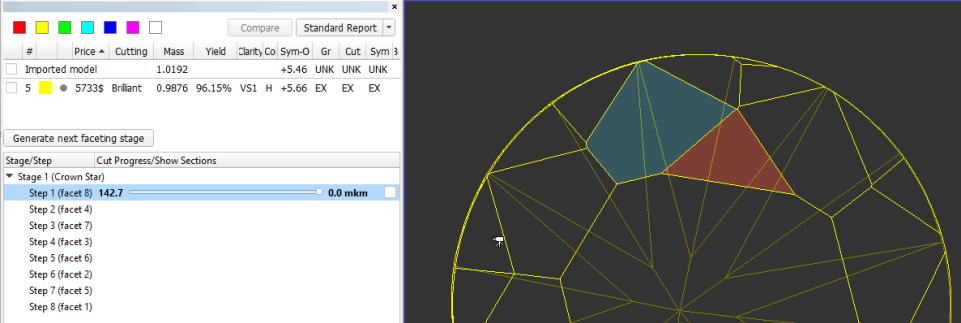 ×
Compare Standard Report
# Price Cutting Mass Yield Clarity Co Sym-O Gr Cut Sym
Imported model 1.0192 +5.46 UNK UNK UNK
5 5733$ Brilliant 0.9876 96.15% VS1 H +5.66 EX EX EX
Generate next faceting stage
Stage/Step Cut Progress/Show Sections
Stage 1 (Crown Star)
Step 1 (facet 8) 142.7 0.0 mkm
Step 2 (facet 4)
Step 3 (facet 7)
Step 4 (facet 3)
Step 5 (facet 6)
Step 6 (facet 2)
Step 7 (facet 5)
Step 8 (facet 1)